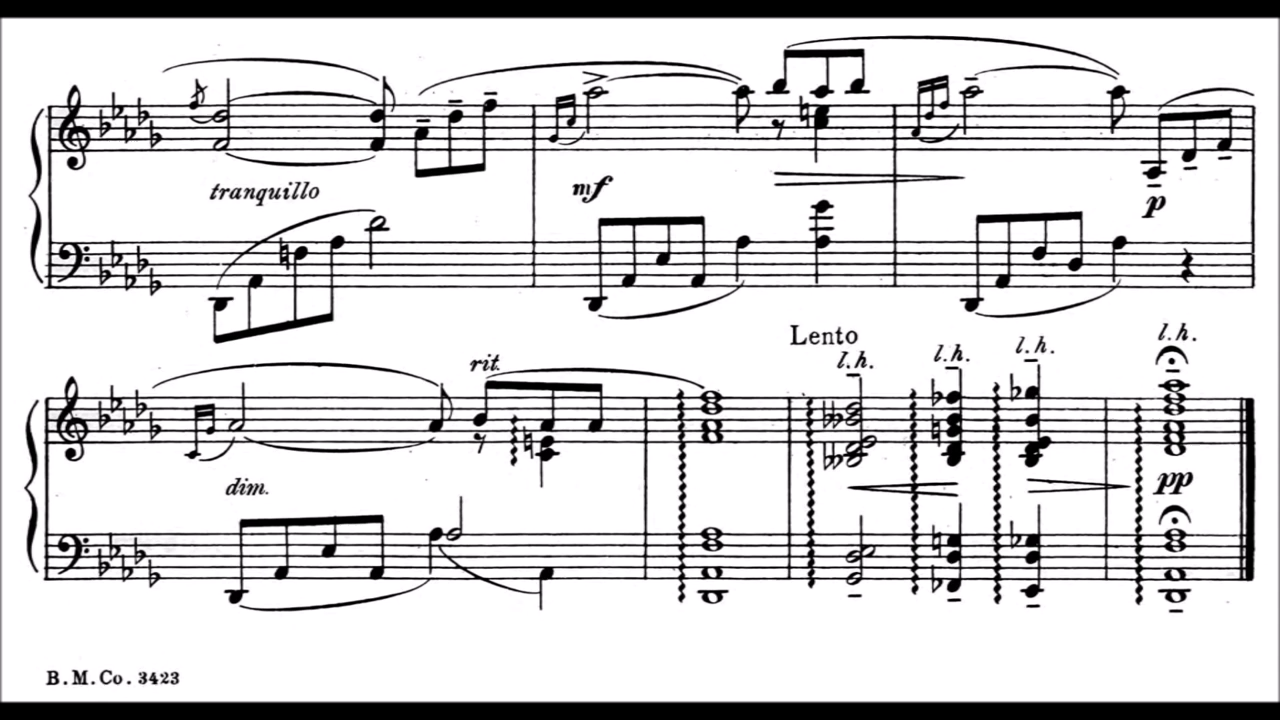 tranquillo
mf
p
Lento
rit.
l.h. l.h. l.h. l.h.
dim.
pp
B. M. Co. 3423